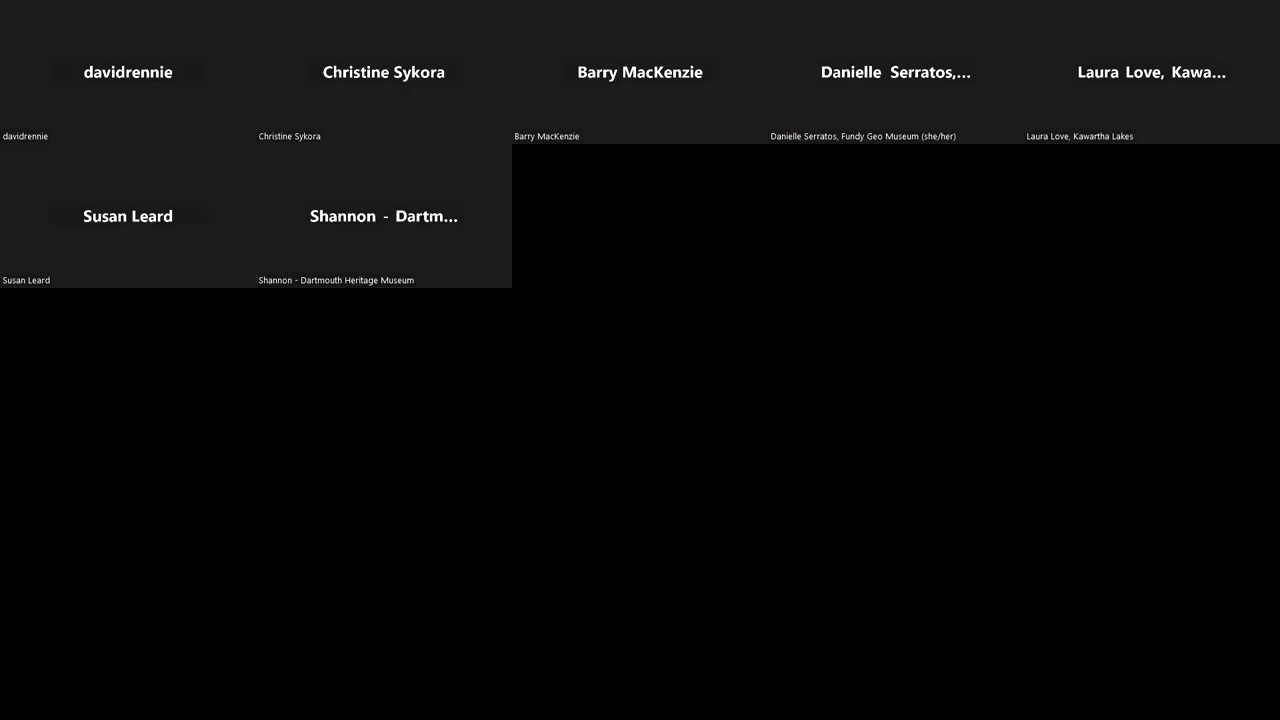 davidrennie
Christine Sykora
Barry MacKenzie
Danielle Serratos,...
Laura Love, Kawa...
davidrennie
Christine Sykora
Barry MacKenzie
Danielle Serratos, Fundy Geo Museum (she/her)
Laura Love, Kawartha Lakes
Susan Leard
Shannon - Dartm...
Susan Leard
Shannon - Dartmouth Heritage Museum